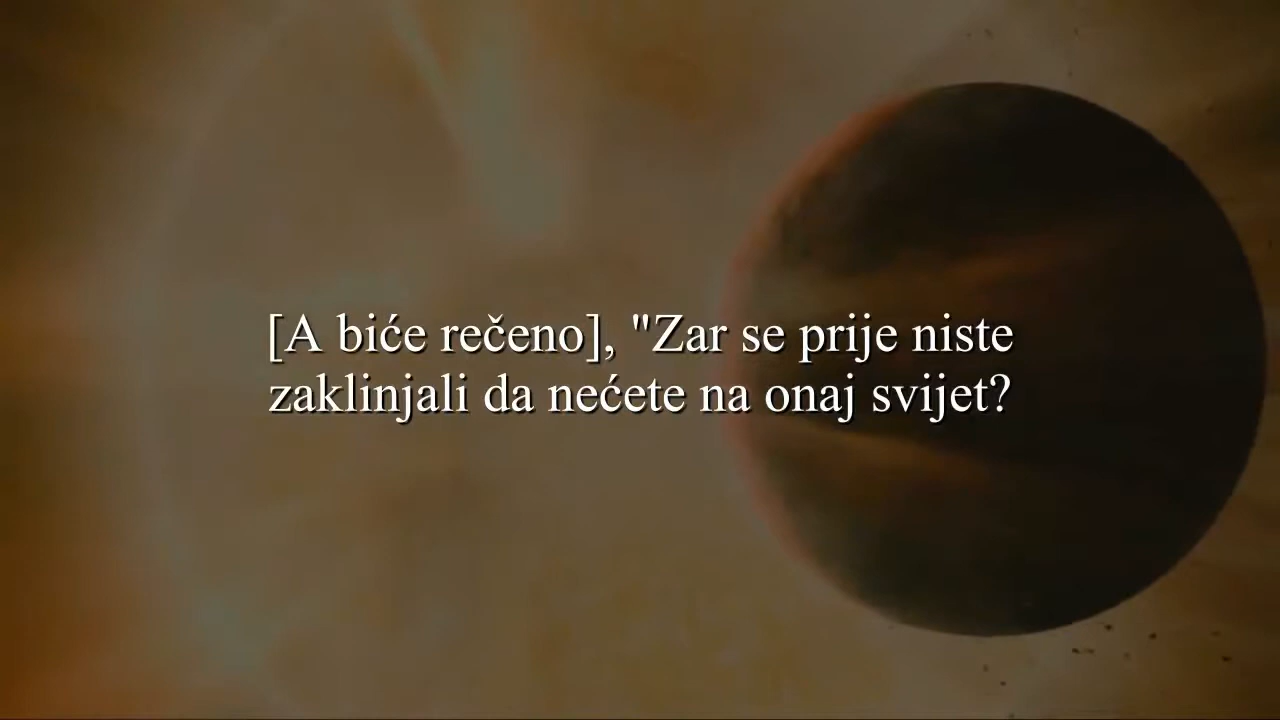 [A biće rečeno], "Zar se prije niste
zaklinjali da nećete na onaj svijet?